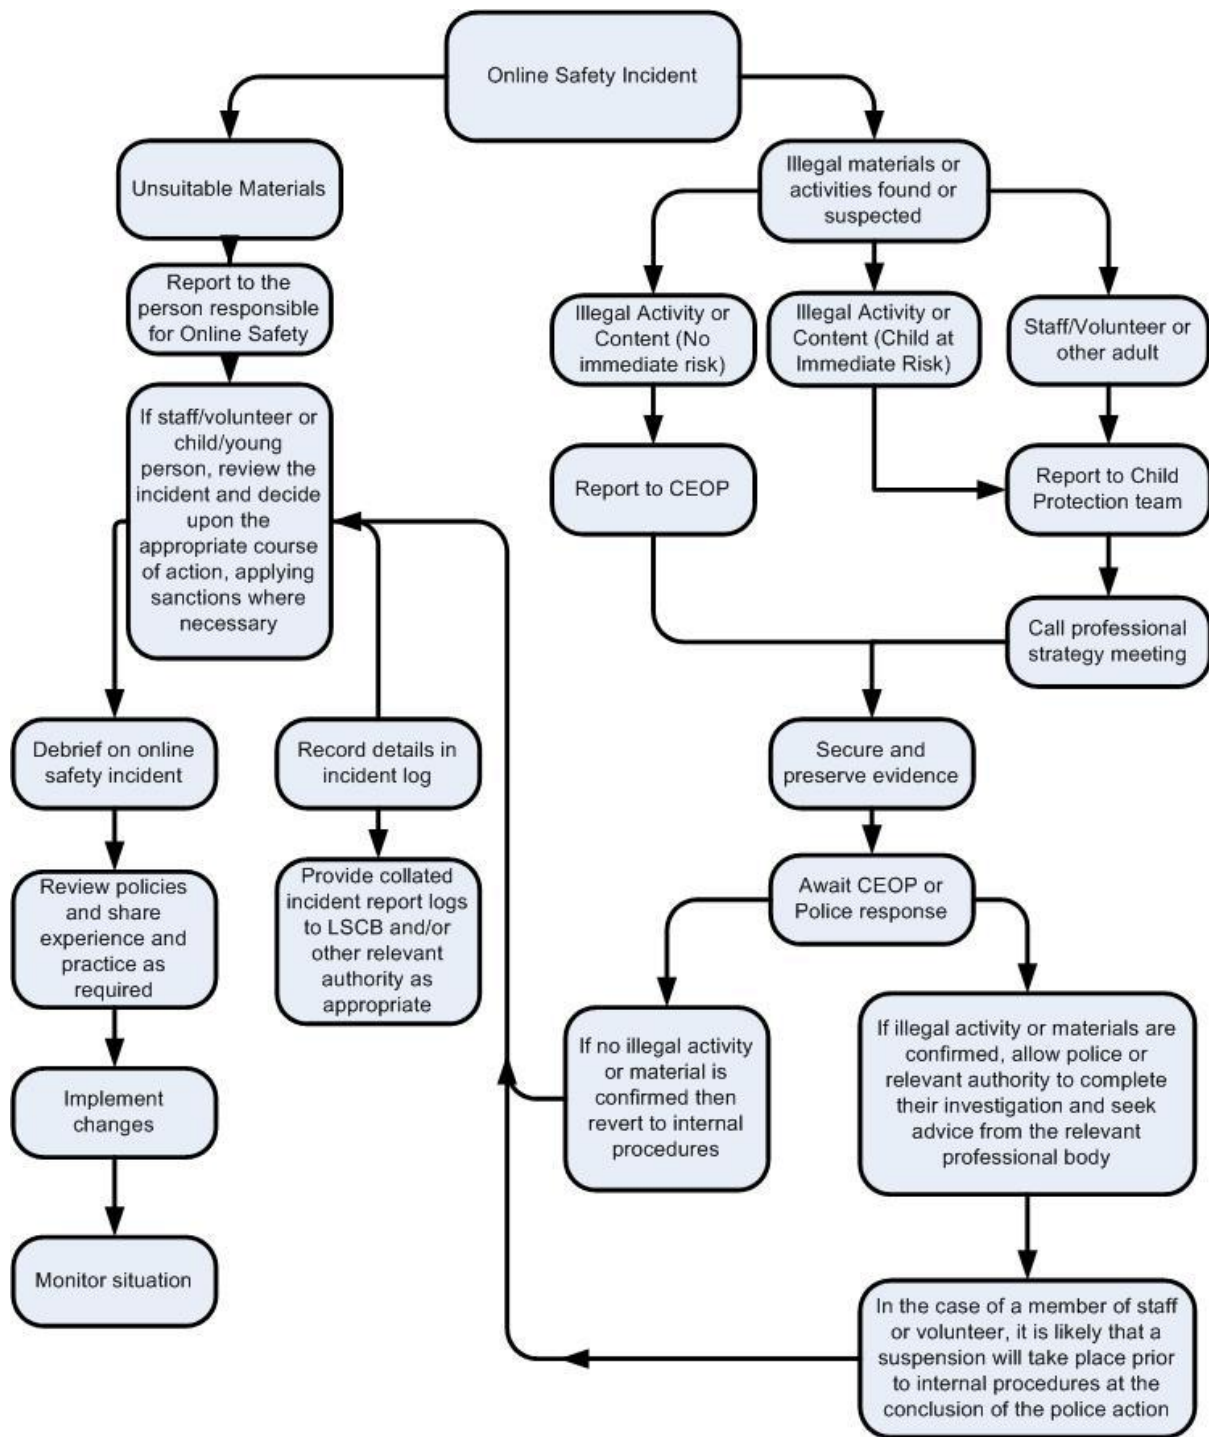 Online Safety Incident
Unsuitable Materials
Report to the
person responsible
for Online Safety
If staff/volunteer or
child/young
person, review the
incident and decide
upon the
appropriate course
of action, applying
sanctions where
necessary
Debrief on online
safety incident
Review policies
and share
experience and
practice as
required
Implement
changes
Monitor situation
Record details in
incident log
Provide collated
incident report logs
to LSCB and/or
other relevant
authority as
appropriate
Illegal materials or
activities found or
suspected
Illegal Activity or
Content (No
immediate risk)
Illegal Activity or
Content (Child at
Immediate Risk)
Staff/Volunteer or
other adult
Report to CEOP
Report to Child
Protection team
Call professional
strategy meeting
Secure and
preserve evidence
Await CEOP or
Police response
If no illegal activity
or material is
confirmed then
revert to internal
procedures
If illegal activity or materials are
confirmed, allow police or
relevant authority to complete
their investigation and seek
advice from the relevant
professional body
In the case of a member of staff
or volunteer, it is likely that a
suspension will take place prior
to internal procedures at the
conclusion of the police action